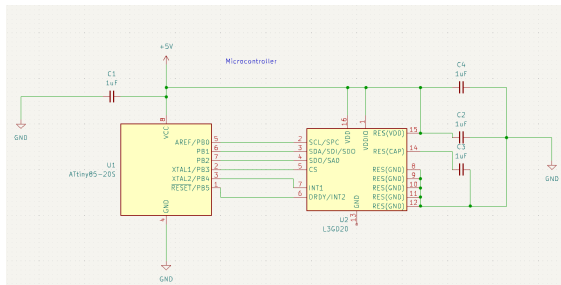 +5V
Microcontroller
C1
1uF
GND
C4
1uF
C2
1uF
C3
1uF
GND
U1
ATtiny85-20S
8
VCC
AREF/PB0 5
PB1 6
PB2 7
XTAL1/PB3 2
XTAL2/PB4 3
RESET/PB5 1
GND
4
GND
16
VDD
1
VDDIO
2 SCL/SPC
3 SDA/SDI/SDO
4 SDO/SA0
5 CS
7 INT1
6 DRDY/INT2
RES(VDD) 15
RES(CAP) 14
RES(GND) 8
RES(GND) 9
RES(GND) 10
RES(GND) 11
RES(GND) 12
GND
13
U2
L3GD20